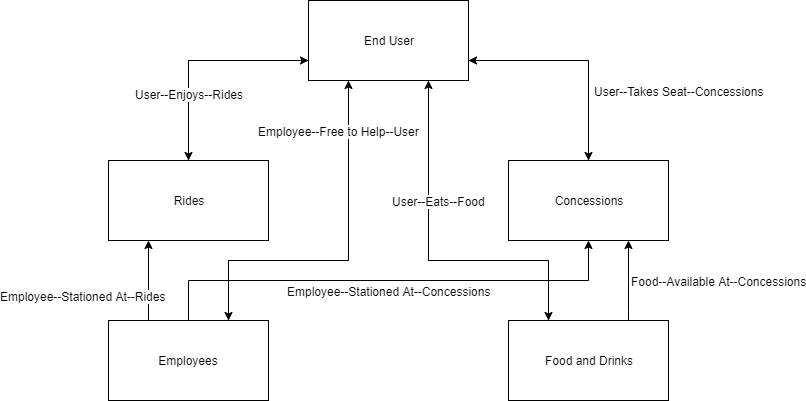 End User
User--Enjoys--Rides
User--Takes Seat--Concessions
Employee--Free to Help--User
Rides
User--Eats--Food
Concessions
Employee--Stationed At--Rides
Employee--Stationed At--Concessions
Food--Available At--Concessions
Employees
Food and Drinks